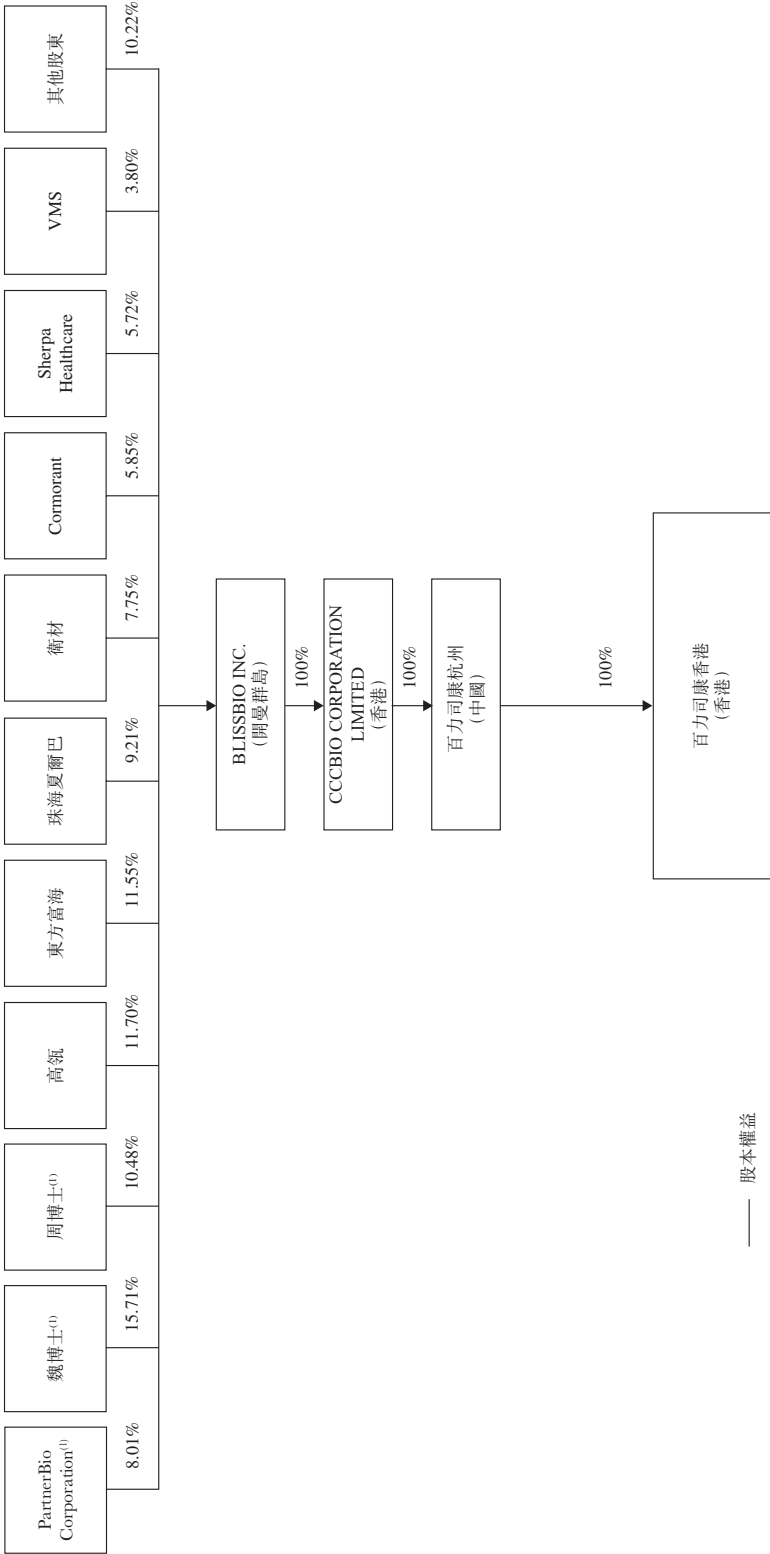 PartnerBio
Corporation(1)
魏博士(1)
周博士(1)
高瓴
東方富海
珠海夏爾巴
衛材
Cormorant
Sherpa
Healthcare
VMS
其他股東
8.01%
15.71%
10.48%
11.70%
11.55%
9.21%
7.75%
5.85%
5.72%
3.80%
10.22%
BLISSBIO INC.
(開曼群島)
100%
CCCBIO CORPORATION
LIMITED
(香港)
100%
百力司康杭州
(中國)
100%
百力司康香港
(香港)
股本權益